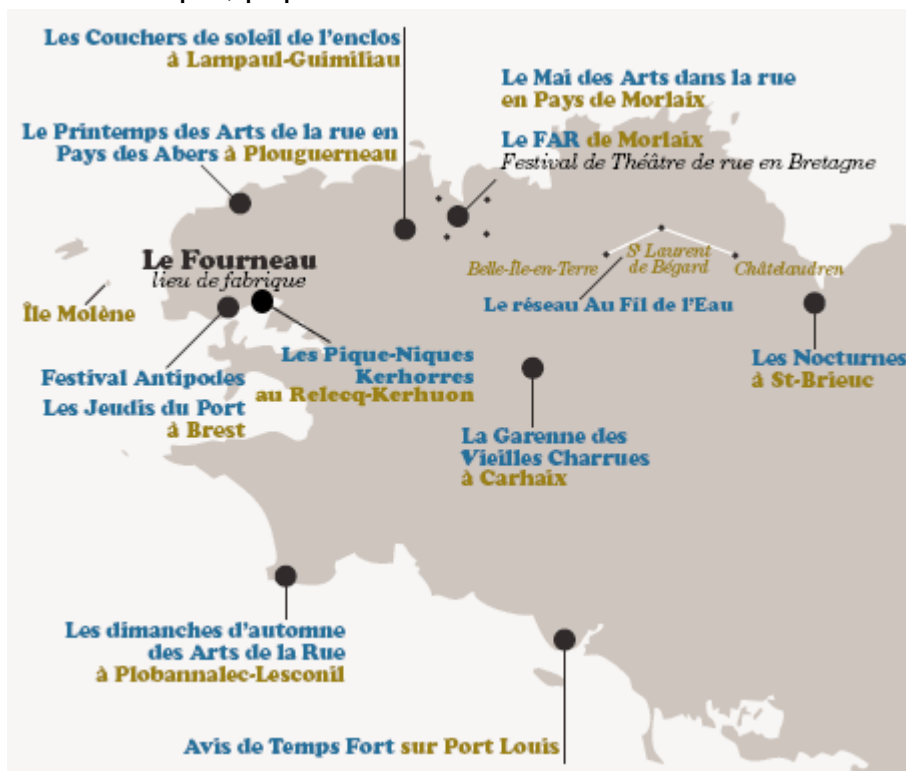 Les Couchers de soleil de l'enclos
à Lampaul-Guimiliau
Le Mai des Arts dans la rue
en Pays de Morlaix
Le Printemps des Arts de la rue en
Pays des Abers à Plouguerneau
Le FAR de Morlaix
Festival de Théâtre de rue en Bretagne
Le Fourneau
lieu de fabrique
Belle-Île-en-Terre
St Laurent
de Bégard
Châtelaudren
Le réseau Au Fil de l'Eau
Île Molène
Festival Antipodes
Les Jeudis du Port
à Brest
Les Pique-Niques
Kerhorres
au Relecq-Kerhuon
Les Nocturnes
à St-Brieuc
La Garenne des
Vieilles Charrues
à Carhaix
Les dimanches d'automne
des Arts de la Rue
à Plobannalec-Lesconil
Avis de Temps Fort sur Port Louis